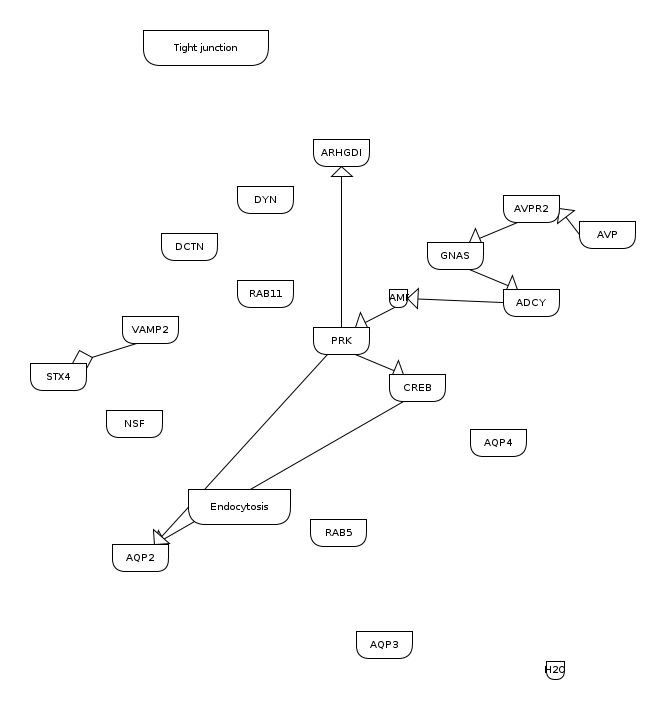 Tight junction
ARHGDI
DYN
AVPR2
AVP
DCTN
GNAS
RAB11
ADCY
VAMP2
PRK
STX4
CREB
NSF
AQP4
Endocytosis
RAB5
AQP2
AQP3
H2O